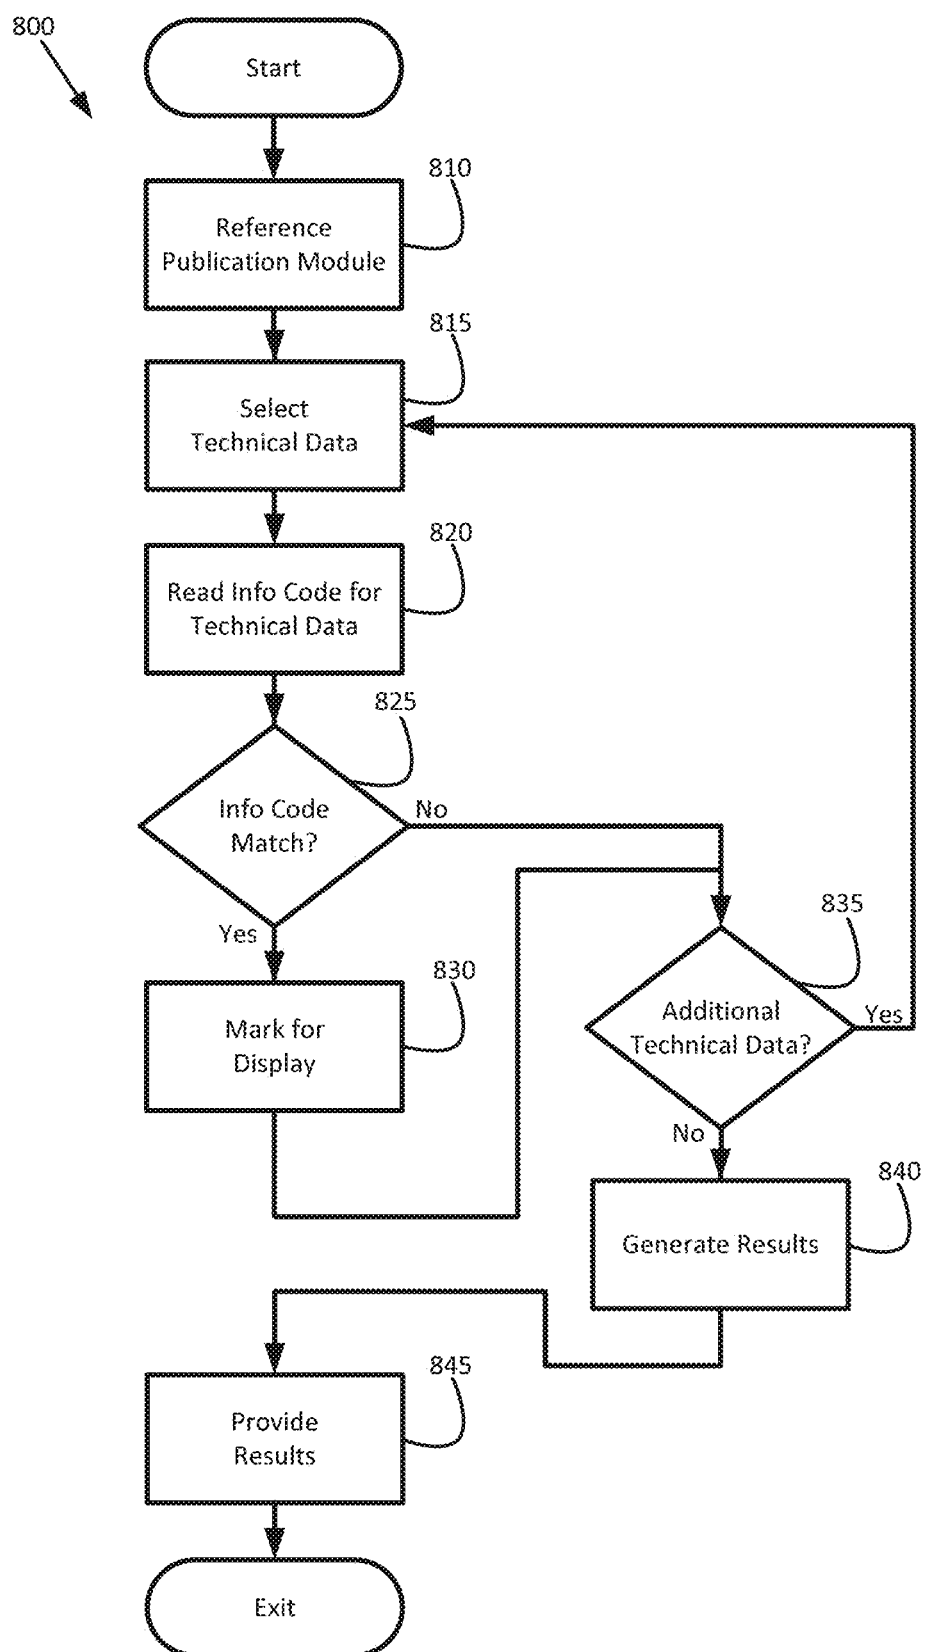 800
Start
810
Reference
Publication Module
815
Select
Technical Data
820
Read Info Code for
Technical Data
825
Info Code
Match?
No
Yes
830
Mark for
Display
835
Additional
Technical Data?
Yes
No
840
Generate Results
845
Provide
Results
Exit